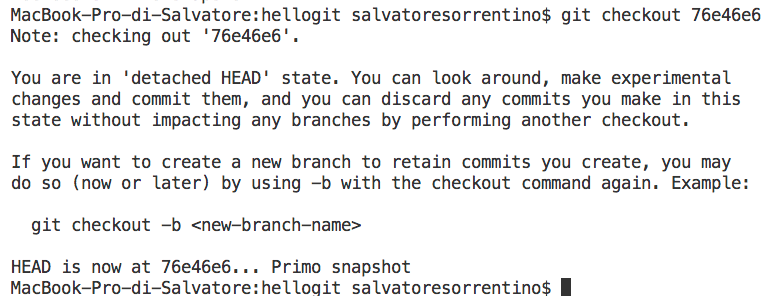 MacBook-Pro-di-Salvatore:hellogit salvatoresorrentino$ git checkout 76e46e6
Note: checking out '76e46e6'.
You are in 'detached HEAD' state. You can look around, make experimental
changes and commit them, and you can discard any commits you make in this
state without impacting any branches by performing another checkout.
If you want to create a new branch to retain commits you create, you may
do so (now or later) by using -b with the checkout command again. Example:
git checkout -b <new-branch-name>
HEAD is now at 76e46e6... Primo snapshot
MacBook-Pro-di-Salvatore:hellogit salvatoresorrentino$